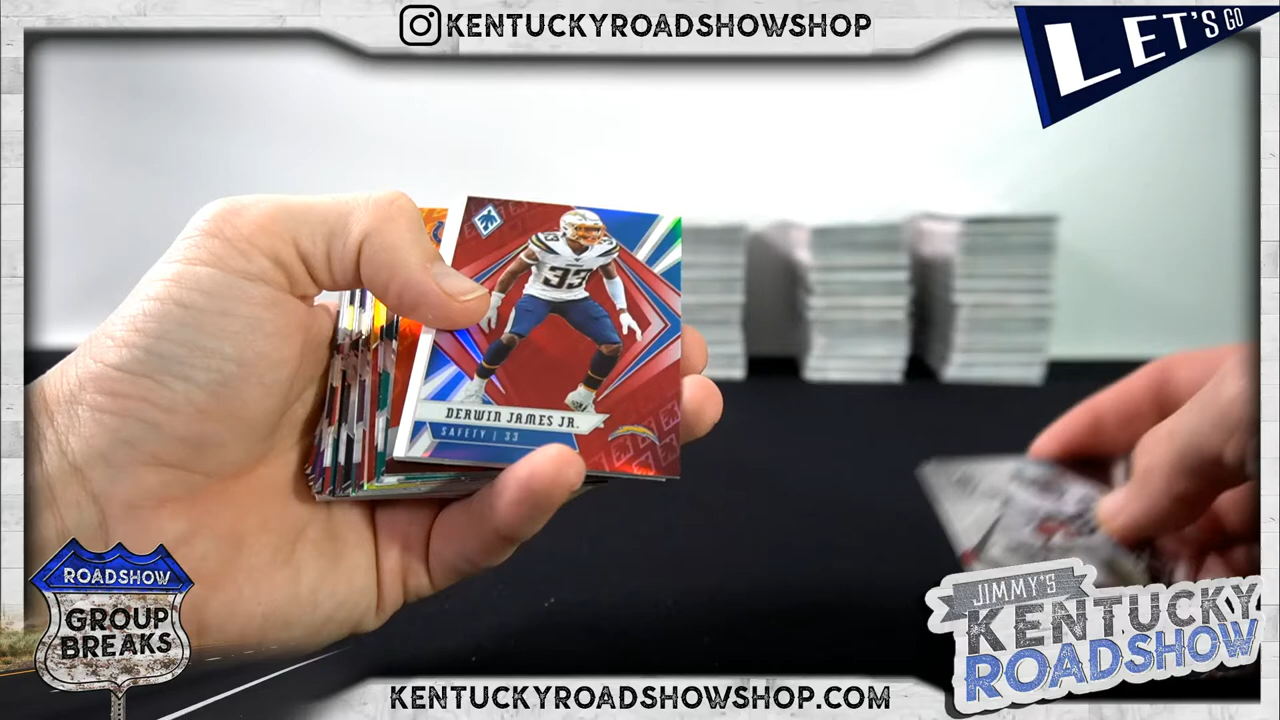 KENTUCKYROADSHOWSHOP
LET'S GO
33
DERWIN JAMES JR.
SAFETY | 33
ROADSHOW
GROUP
BREAKS
JIMMY'S
KENTUCKY
ROADSHOW
KENTUCKYROADSHOWSHOP.COM